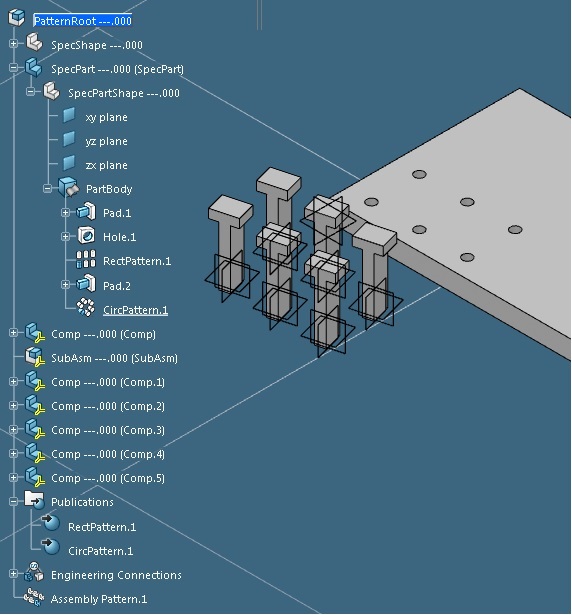 PatternRoot ---.000
SpecShape ---.000
SpecPart ---.000 (SpecPart)
SpecPartShape ---.000
xy plane
yz plane
zx plane
PartBody
Pad.1
Hole.1
RectPattern.1
Pad.2
CircPattern.1
Comp ---.000 (Comp)
SubAsm ---.000 (SubAsm)
Comp ---.000 (Comp.1)
Comp ---.000 (Comp.2)
Comp ---.000 (Comp.3)
Comp ---.000 (Comp.4)
Comp ---.000 (Comp.5)
Publications
RectPattern.1
CircPattern.1
Engineering Connections
Assembly Pattern.1